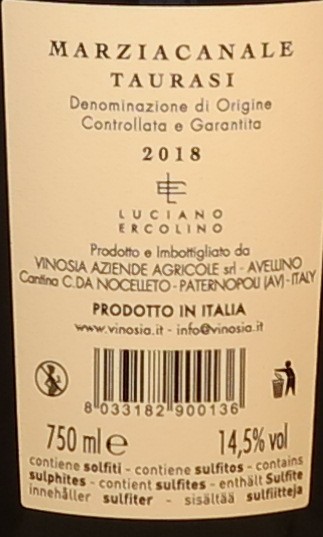 MARZIACANALE
TAURASI
Denominazione di Origine
Controllata e Garantita
2018
LUCIANO
ERCOLINO
Prodotto e Imbottigliato da
VINOSIA AZIENDE AGRICOLE srl - AVELLINO
Cantina C.DA NOCELLETO - PATERNOPOLI (AV) - ITALY
PRODOTTO IN ITALIA
www.vinosia.it - info@vinosia.it
8 033182 900136
750 ml e 14,5% vol
contiene solfiti - contiene sulfitos - contains
sulphites - contient sulfites - enthält Sulfite
innehåller sulfiter - sisältää sulfiitteja